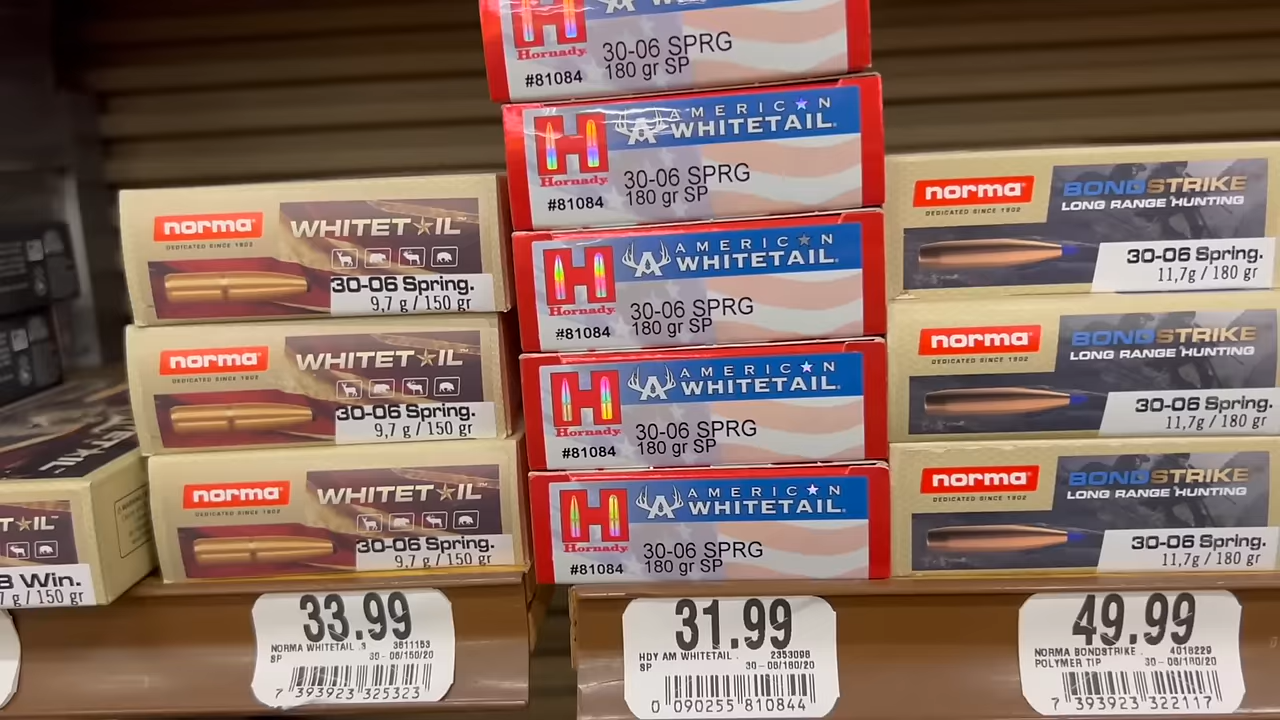 Hornady
30-06 SPRG
180 gr SP
#81084
H
Hornady
AMERICAN
WHITETAIL
30-06 SPRG
180 gr SP
#81084
H
Hornady
AMERICAN
WHITETAIL
30-06 SPRG
180 gr SP
#81084
H
Hornady
AMERICAN
WHITETAIL
30-06 SPRG
180 gr SP
#81084
H
Hornady
AMERICAN
WHITETAIL
30-06 SPRG
180 gr SP
#81084
norma
DEDICATED SINCE 1902
WHITETAIL
30-06 Spring.
9,7 g / 150 gr
norma
DEDICATED SINCE 1902
WHITETAIL
30-06 Spring.
9,7 g / 150 gr
norma
DEDICATED SINCE 1902
WHITETAIL
30-06 Spring.
9,7 g / 150 gr
norma
DEDICATED SINCE 1902
BONDSTRIKE
LONG RANGE HUNTING
30-06 Spring.
11,7g / 180 gr
norma
DEDICATED SINCE 1902
BONDSTRIKE
LONG RANGE HUNTING
30-06 Spring.
11,7g / 180 gr
norma
DEDICATED SINCE 1902
BONDSTRIKE
LONG RANGE HUNTING
30-06 Spring.
11,7g / 180 gr
Win.
g / 150 gr
33.99
NORMA WHITETAIL . 3611153
SP 30-06/150/20
7 393923 325323
31.99
HDY AM WHITETAIL . 2353098
SP 30-06/180/20
0 090255 810844
49.99
NORMA BONDSTRIKE . 4018229
POLYMER TIP 30-06/180/20
7 393923 322117